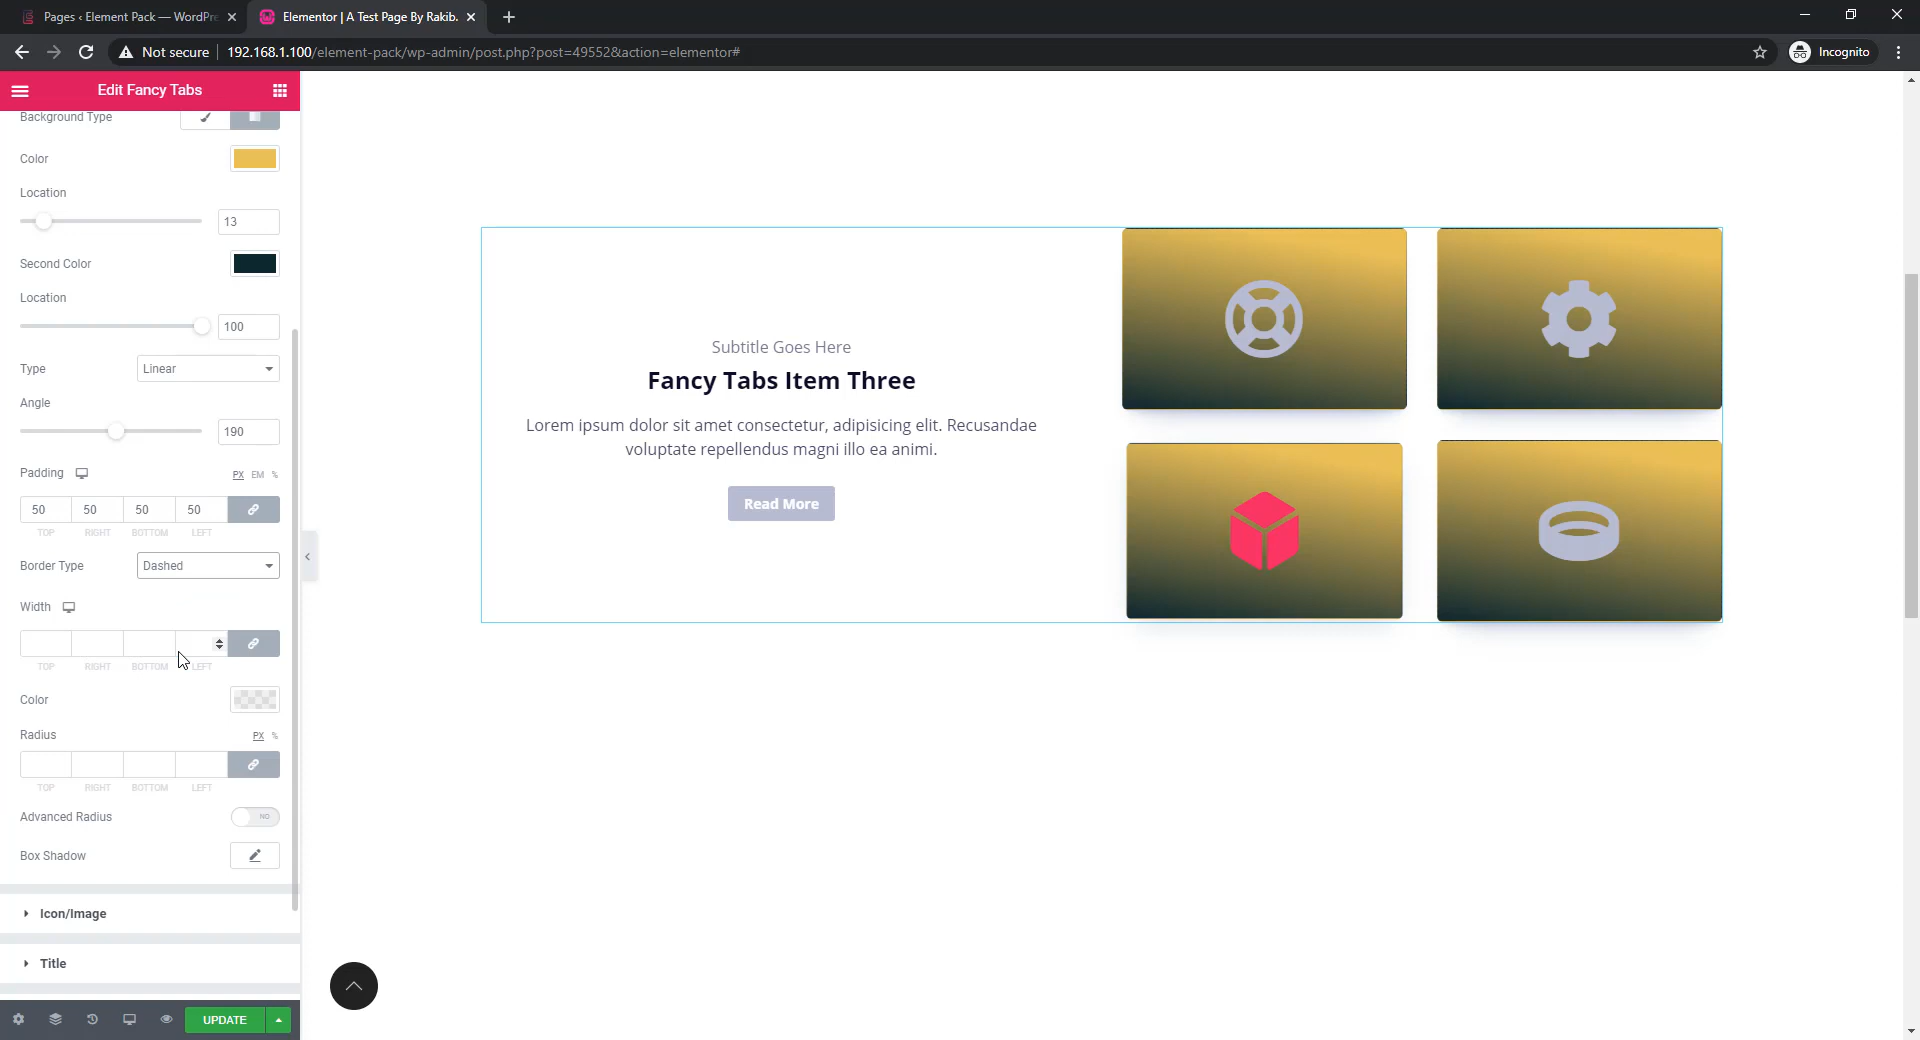 Pages ‹ Element Pack — WordPre
Elementor | A Test Page By Rakib.
Not secure
192.168.1.100/element-pack/wp-admin/post.php?post=49552&action=elementor#
Incognito
Edit Fancy Tabs
Background Type
Color
Location
13
Second Color
Location
100
Type
Linear
Angle
190
Padding
PX EM %
50 50 50 50
TOP RIGHT BOTTOM LEFT
Border Type
Dashed
Width
TOP RIGHT BOTTOM LEFT
Color
Radius
PX %
TOP RIGHT BOTTOM LEFT
Advanced Radius
NO
Box Shadow
Icon/Image
Title
UPDATE
Subtitle Goes Here
Fancy Tabs Item Three
Lorem ipsum dolor sit amet consectetur, adipisicing elit. Recusandae
voluptate repellendus magni illo ea animi.
Read More